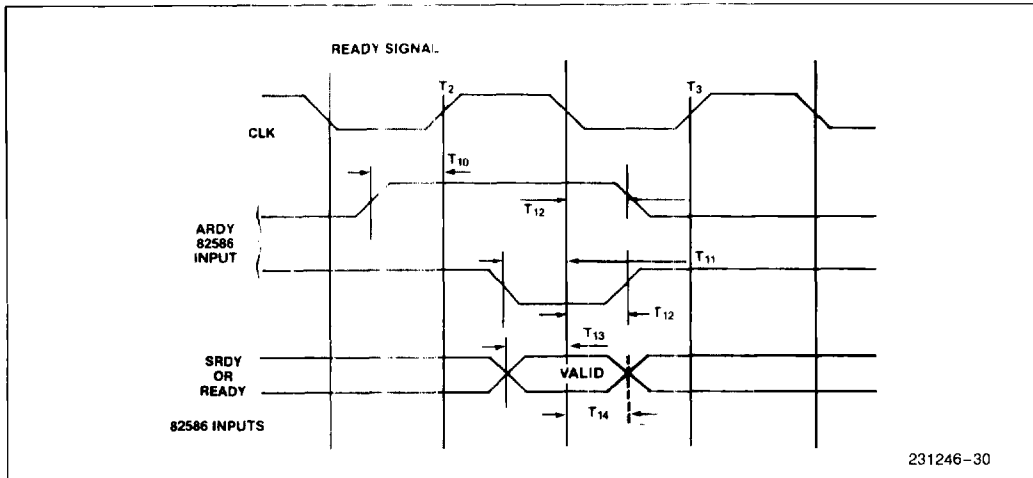 READY SIGNAL
T2
T3
CLK
T10
T12
ARDY
82586
INPUT
T11
T12
T13
SRDY
OR
READY
VALID
T14
82586 INPUTS
231246-30